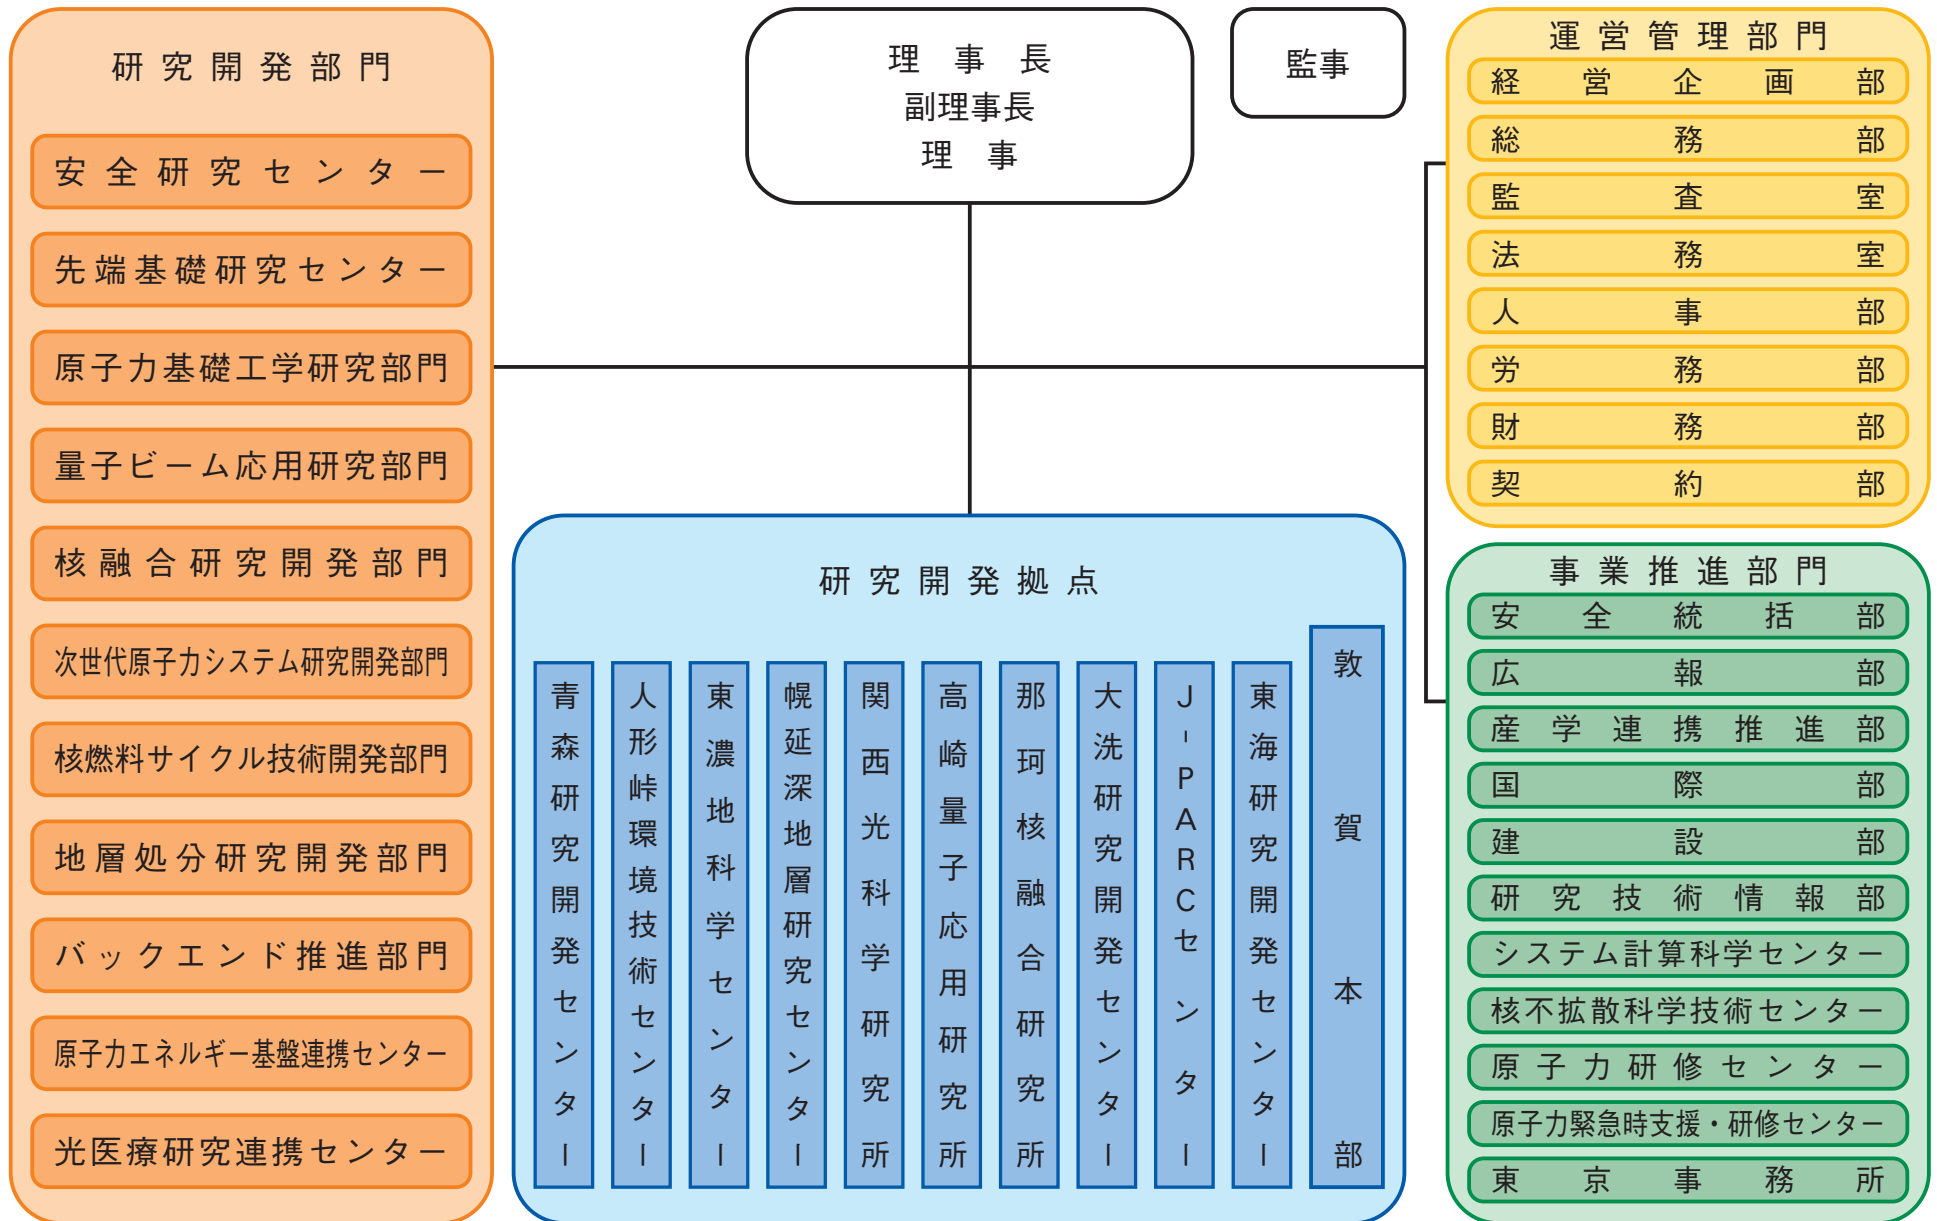 研究開発部門
安全研究センター
先端基礎研究センター
原子力基礎工学研究部門
量子ビーム応用研究部門
核融合研究開発部門
次世代原子力システム研究開発部門
核燃料サイクル技術開発部門
地層処分研究開発部門
バックエンド推進部門
原子力エネルギー基盤連携センター
光医療研究連携センター
理事長
副理事長
理事
監事
研究開発拠点
青森研究開発センター
人形峠環境技術センター
東濃地科学センター
幌延深地層研究センター
関西光科学研究所
高崎量子応用研究所
那珂核融合研究所
大洗研究開発センター
J-PARCセンター
東海研究開発センター
敦賀本部
運営管理部門
経営企画部
総務部
監査室
法務室
人事部
労務部
財務部
契約部
事業推進部門
安全統括部
広報部
産学連携推進部
国際部
建設部
研究技術情報部
システム計算科学センター
核不拡散科学技術センター
原子力研修センター
原子力緊急時支援・研修センター
東京事務所